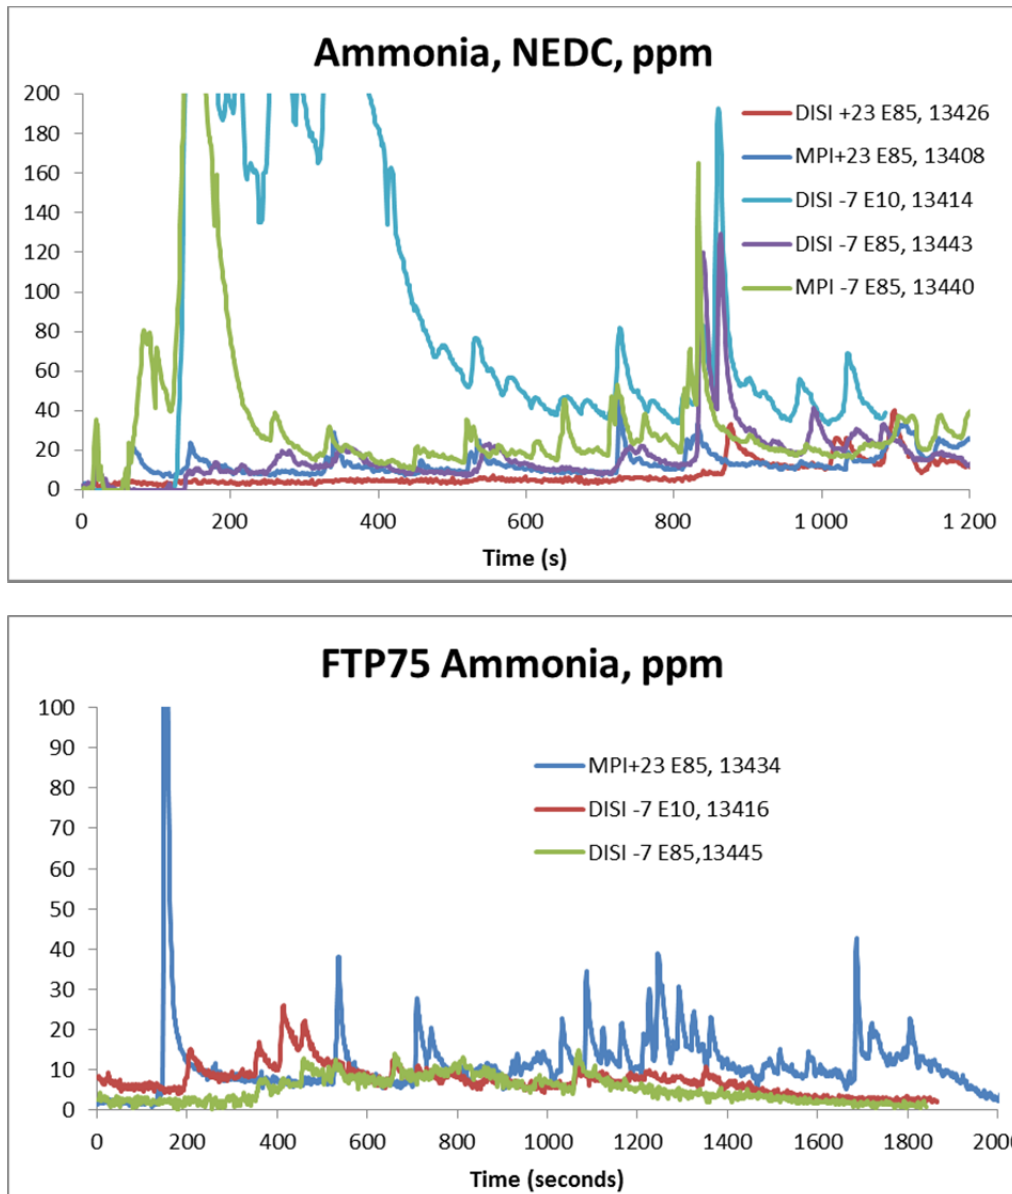 Ammonia, NEDC, ppm
200
180
160
140
120
100
80
60
40
20
0
DISI +23 E85, 13426
MPI+23 E85, 13408
DISI -7 E10, 13414
DISI -7 E85, 13443
MPI -7 E85, 13440
0 200 400 600 800 1 000 1 200
Time (s)
FTP75 Ammonia, ppm
100
90
80
70
60
50
40
30
20
10
0
MPI+23 E85, 13434
DISI -7 E10, 13416
DISI -7 E85,13445
0 200 400 600 800 1000 1200 1400 1600 1800 2000
Time (seconds)